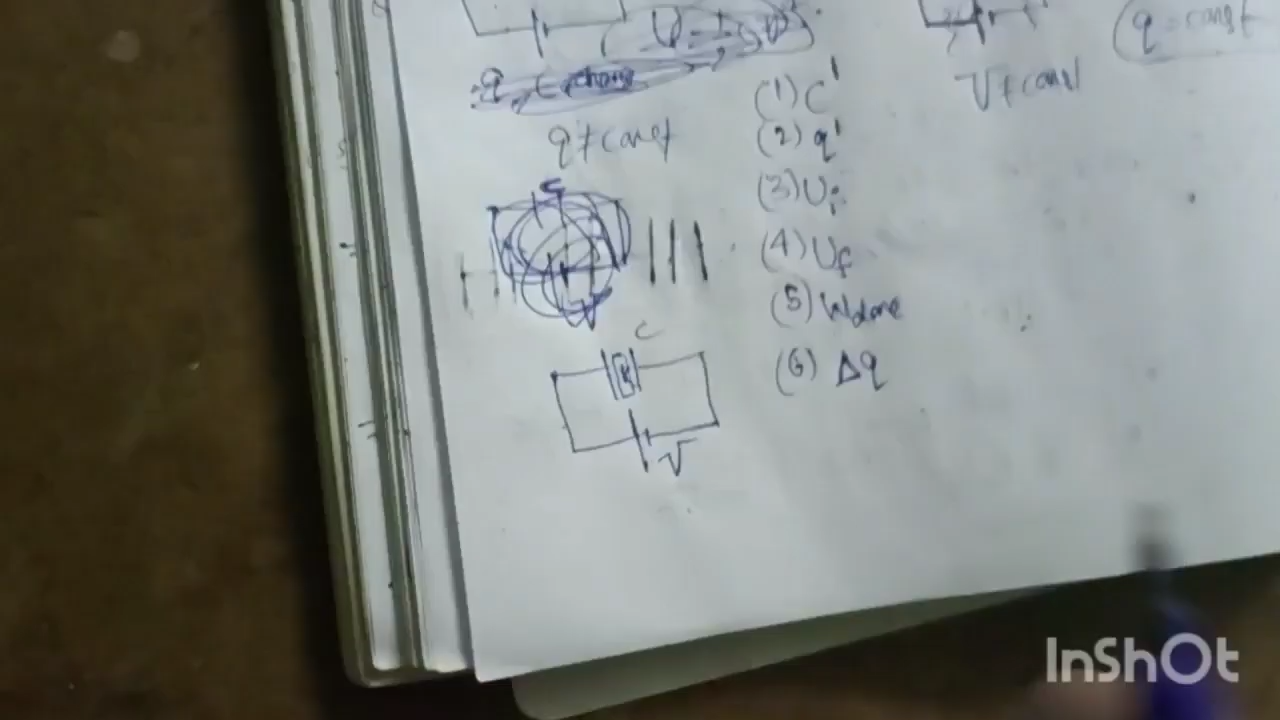 q = const
V ≠ const
q ≠ const
(1) C'
(2) q'
(3) Ui
(4) Uf
(5) Wdone
(6) Δq
C
K
V
InShOt